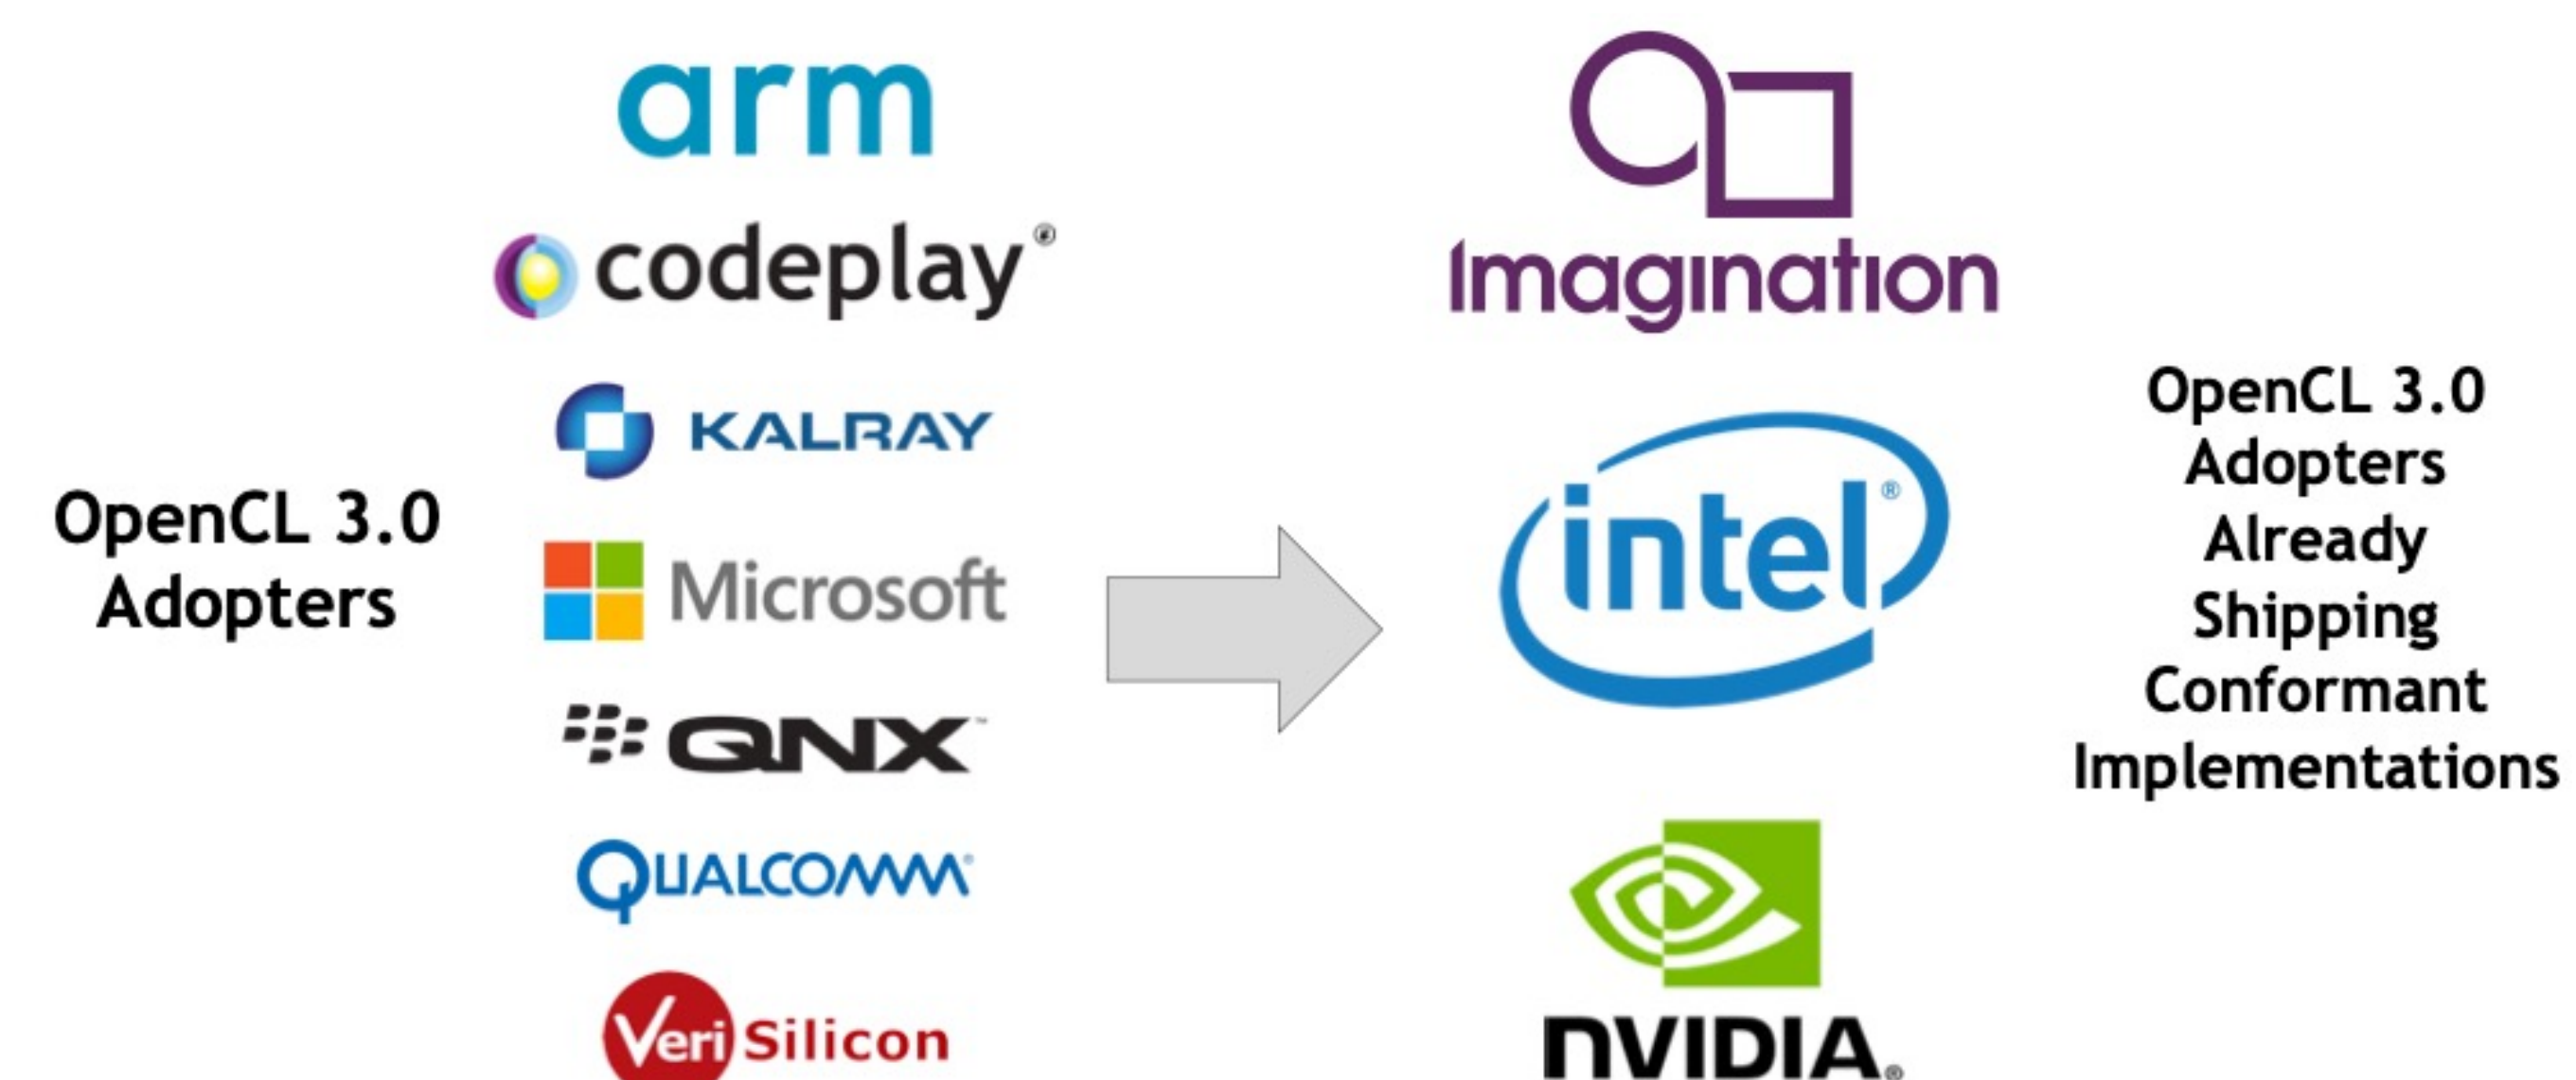 OpenCL 3.0
Adopters
arm
codeplay®
KALRAY
Microsoft
QNX™
QUALCOMM®
VeriSilicon
Imagination
intel®
NVIDIA®
OpenCL 3.0
Adopters
Already
Shipping
Conformant
Implementations